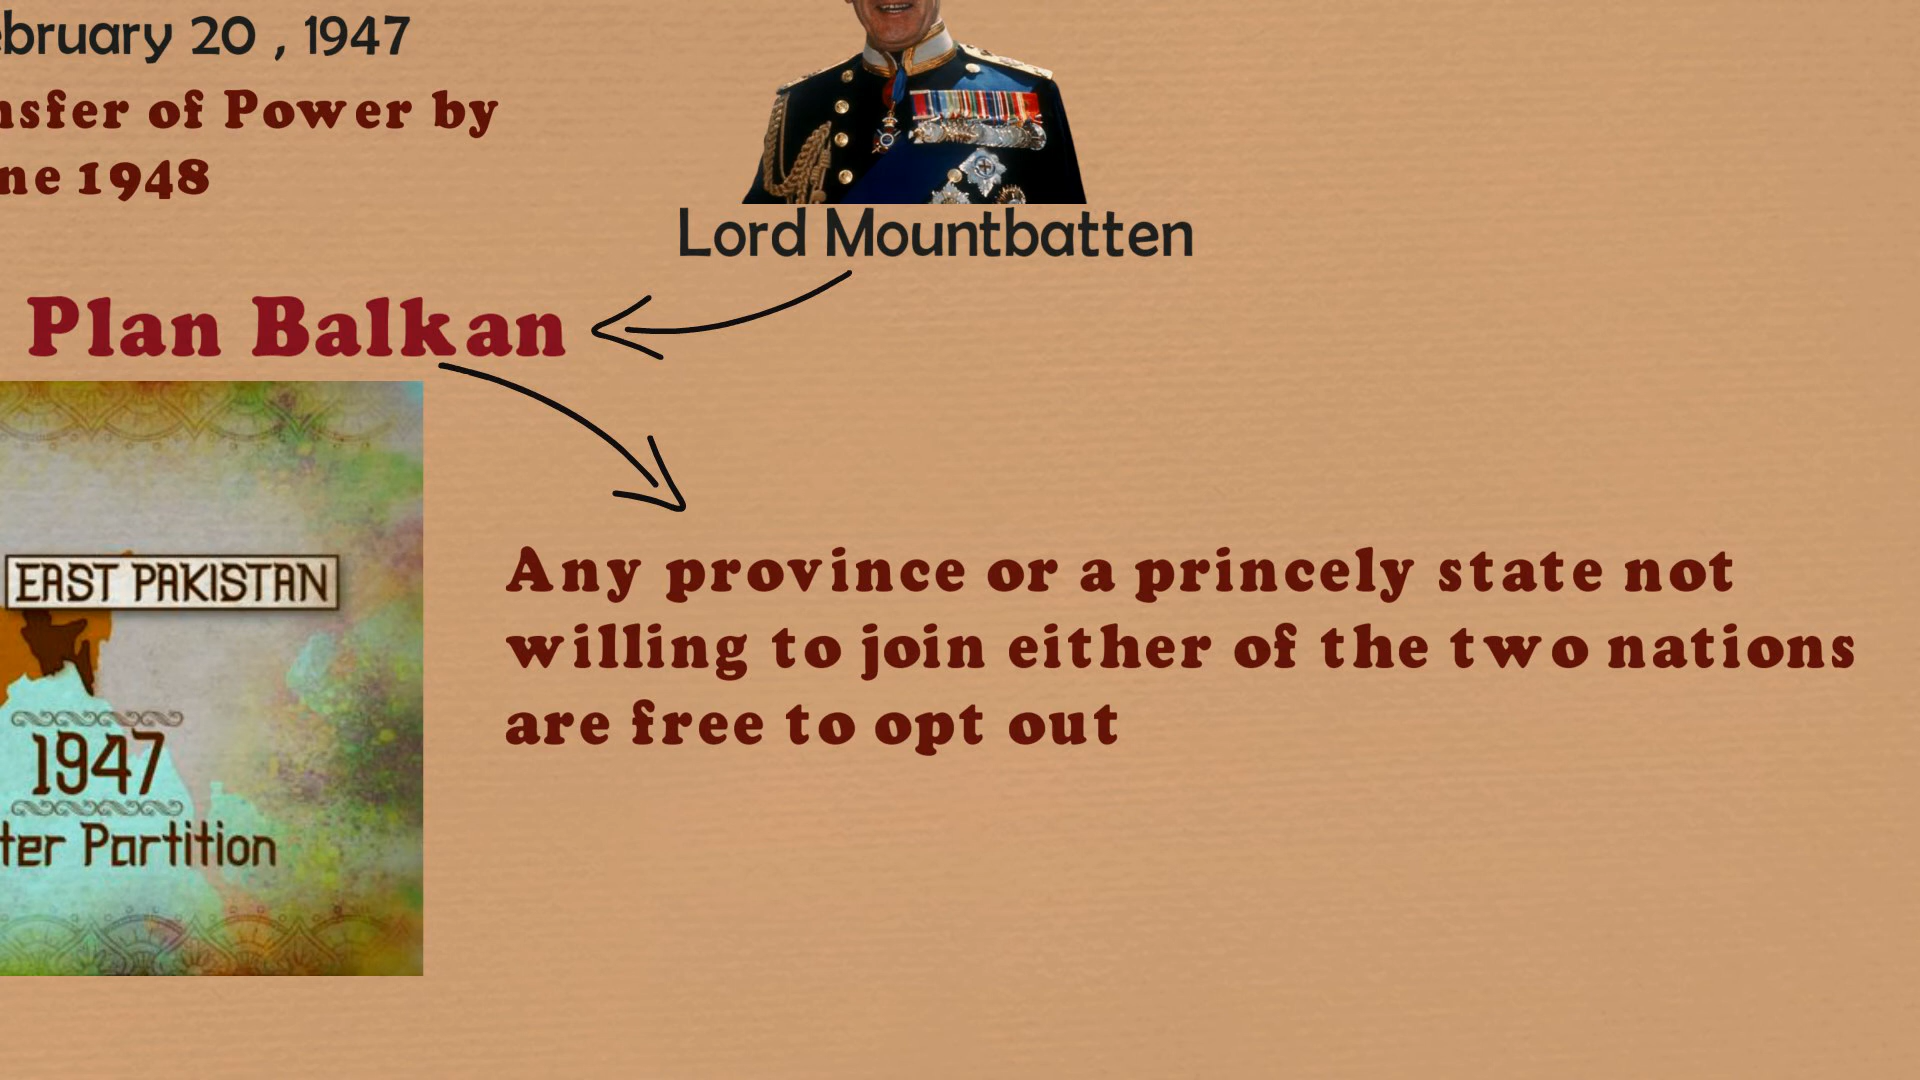 ebruary 20 , 1947
nsfer of Power by
ne 1948
Lord Mountbatten
Plan Balkan
EAST PAKISTAN
Any province or a princely state not
willing to join either of the two nations
are free to opt out
1947
ter Partition